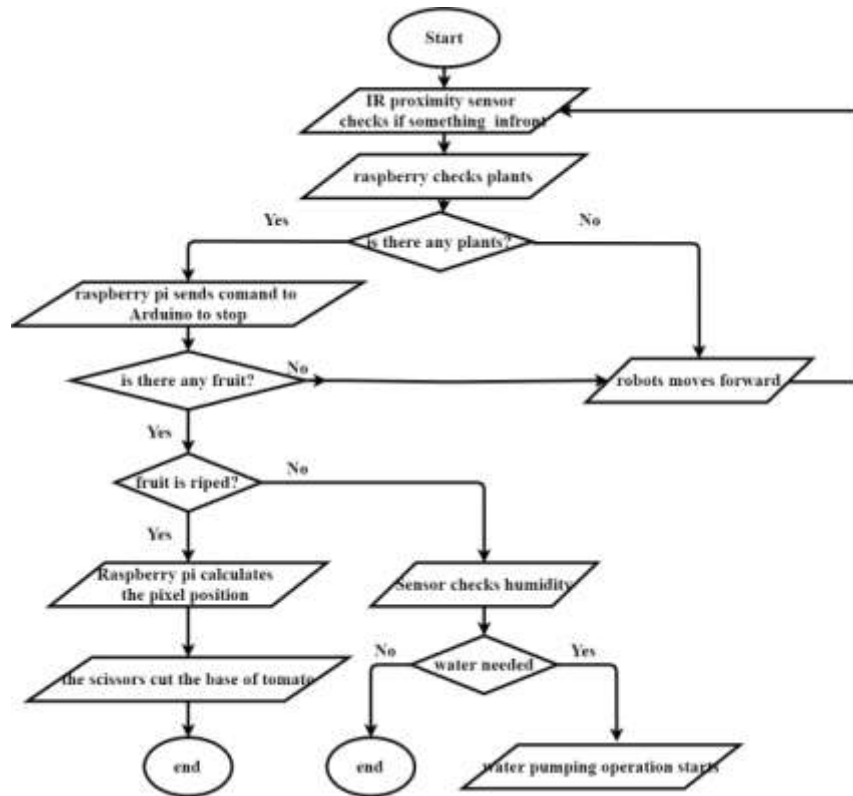 Start
IR proximity sensor
checks if something infront
raspberry checks plants
Yes
No
is there any plants?
raspberry pi sends comand to
Arduino to stop
is there any fruit?
No
robots moves forward
Yes
fruit is riped?
No
Yes
Raspberry pi calculates
the pixel position
Sensor checks humidity
No
water needed
Yes
the scissors cut the base of tomato
end
end
water pumping operation starts